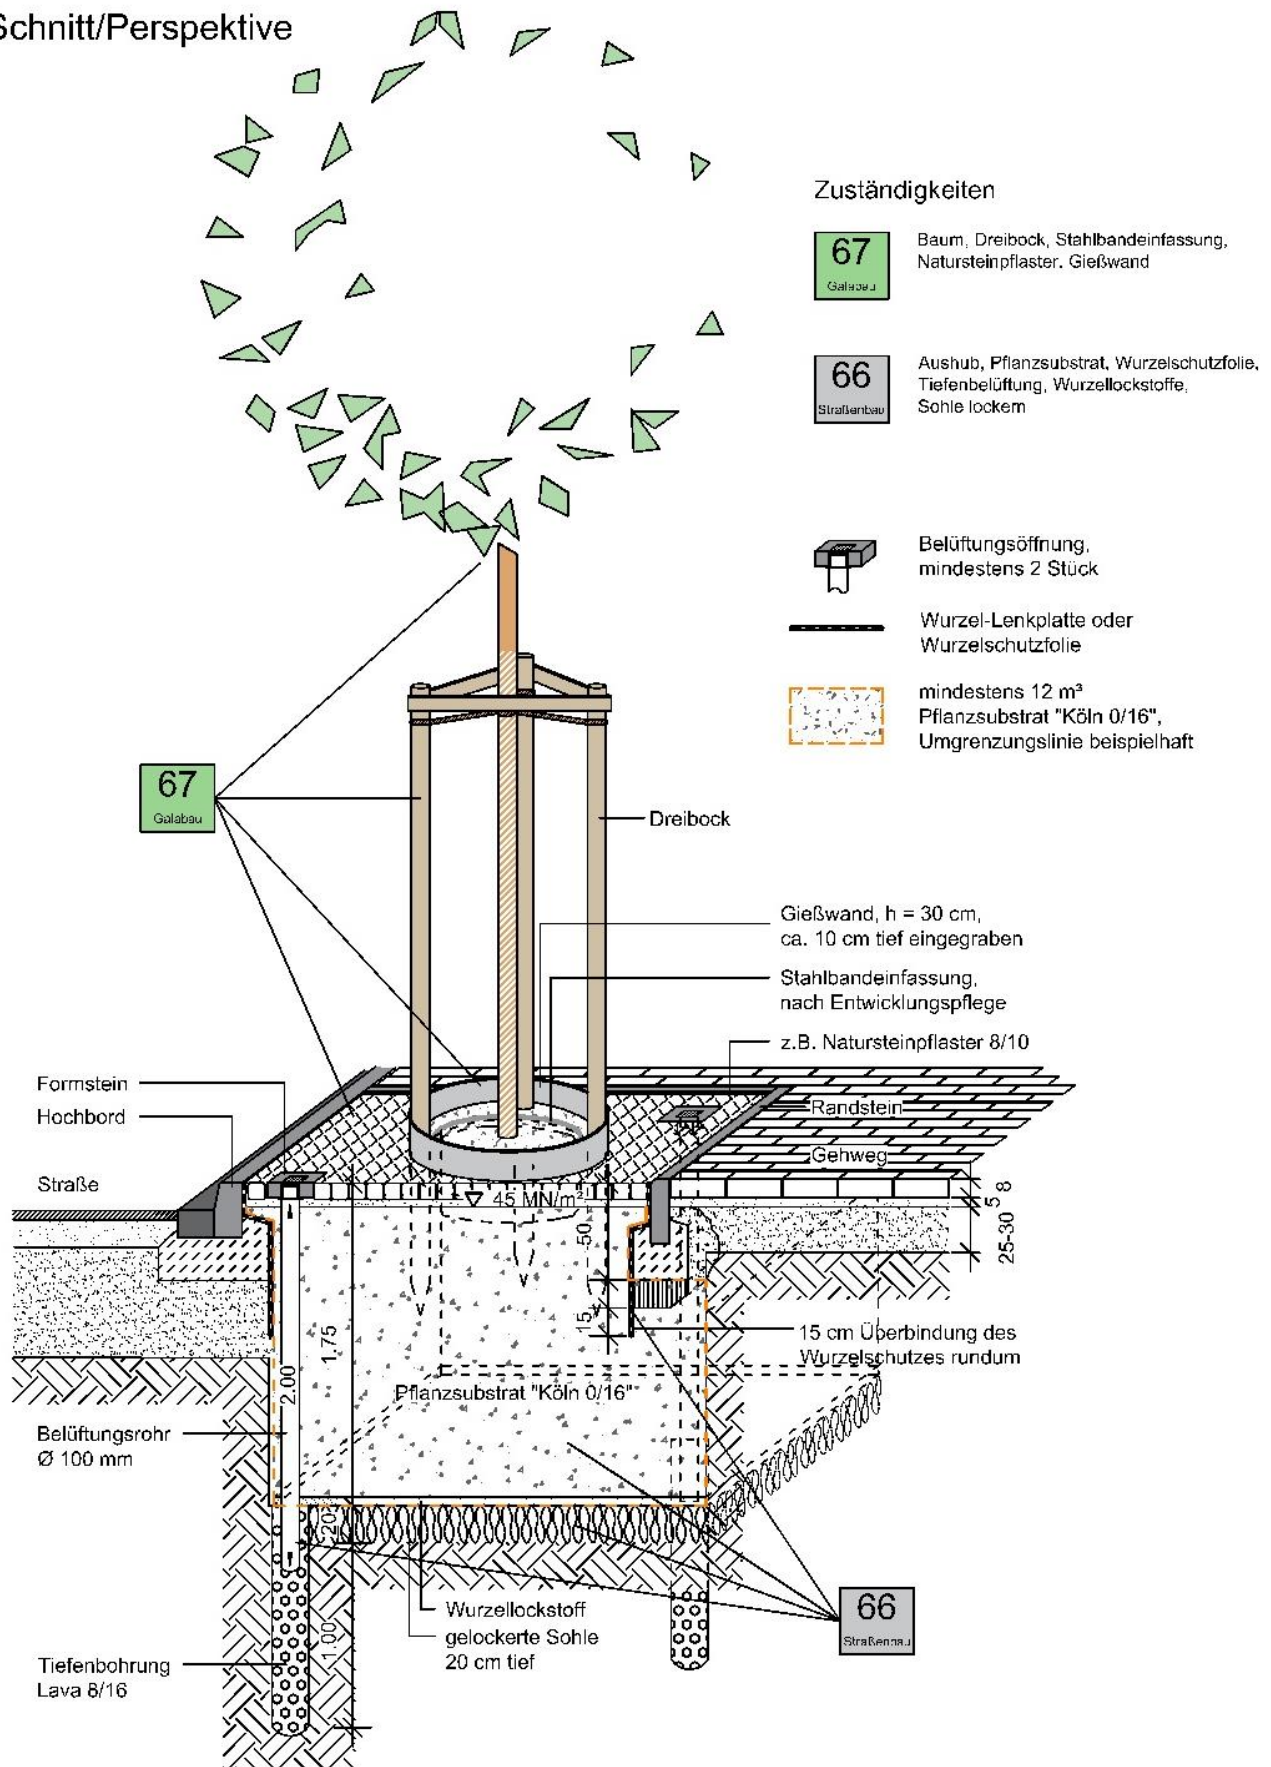 Schnitt/Perspektive
Zuständigkeiten
67
Galabau
Baum, Dreibock, Stahlbandeinfassung,
Natursteinpflaster. Gießwand
66
Straßenbau
Aushub, Pflanzsubstrat, Wurzelschutzfolie,
Tiefenbelüftung, Wurzellockstoffe,
Sohle lockern
Belüftungsöffnung,
mindestens 2 Stück
Wurzel-Lenkplatte oder
Wurzelschutzfolie
mindestens 12 m³
Pflanzsubstrat "Köln 0/16",
Umgrenzungslinie beispielhaft
67
Galabau
Dreibock
Gießwand, h = 30 cm,
ca. 10 cm tief eingegraben
Stahlbandeinfassung,
nach Entwicklungspflege
z.B. Natursteinpflaster 8/10
Formstein
Hochbord
Straße
Randstein
Gehweg
45 MN/m²
8
5
25-30
50
15
1.75
2.00
15 cm Überbindung des
Wurzelschutzes rundum
Pflanzsubstrat "Köln 0/16"
Belüftungsrohr
Ø 100 mm
20
1.00
Wurzellockstoff
gelockerte Sohle
20 cm tief
66
Straßenbau
Tiefenbohrung
Lava 8/16